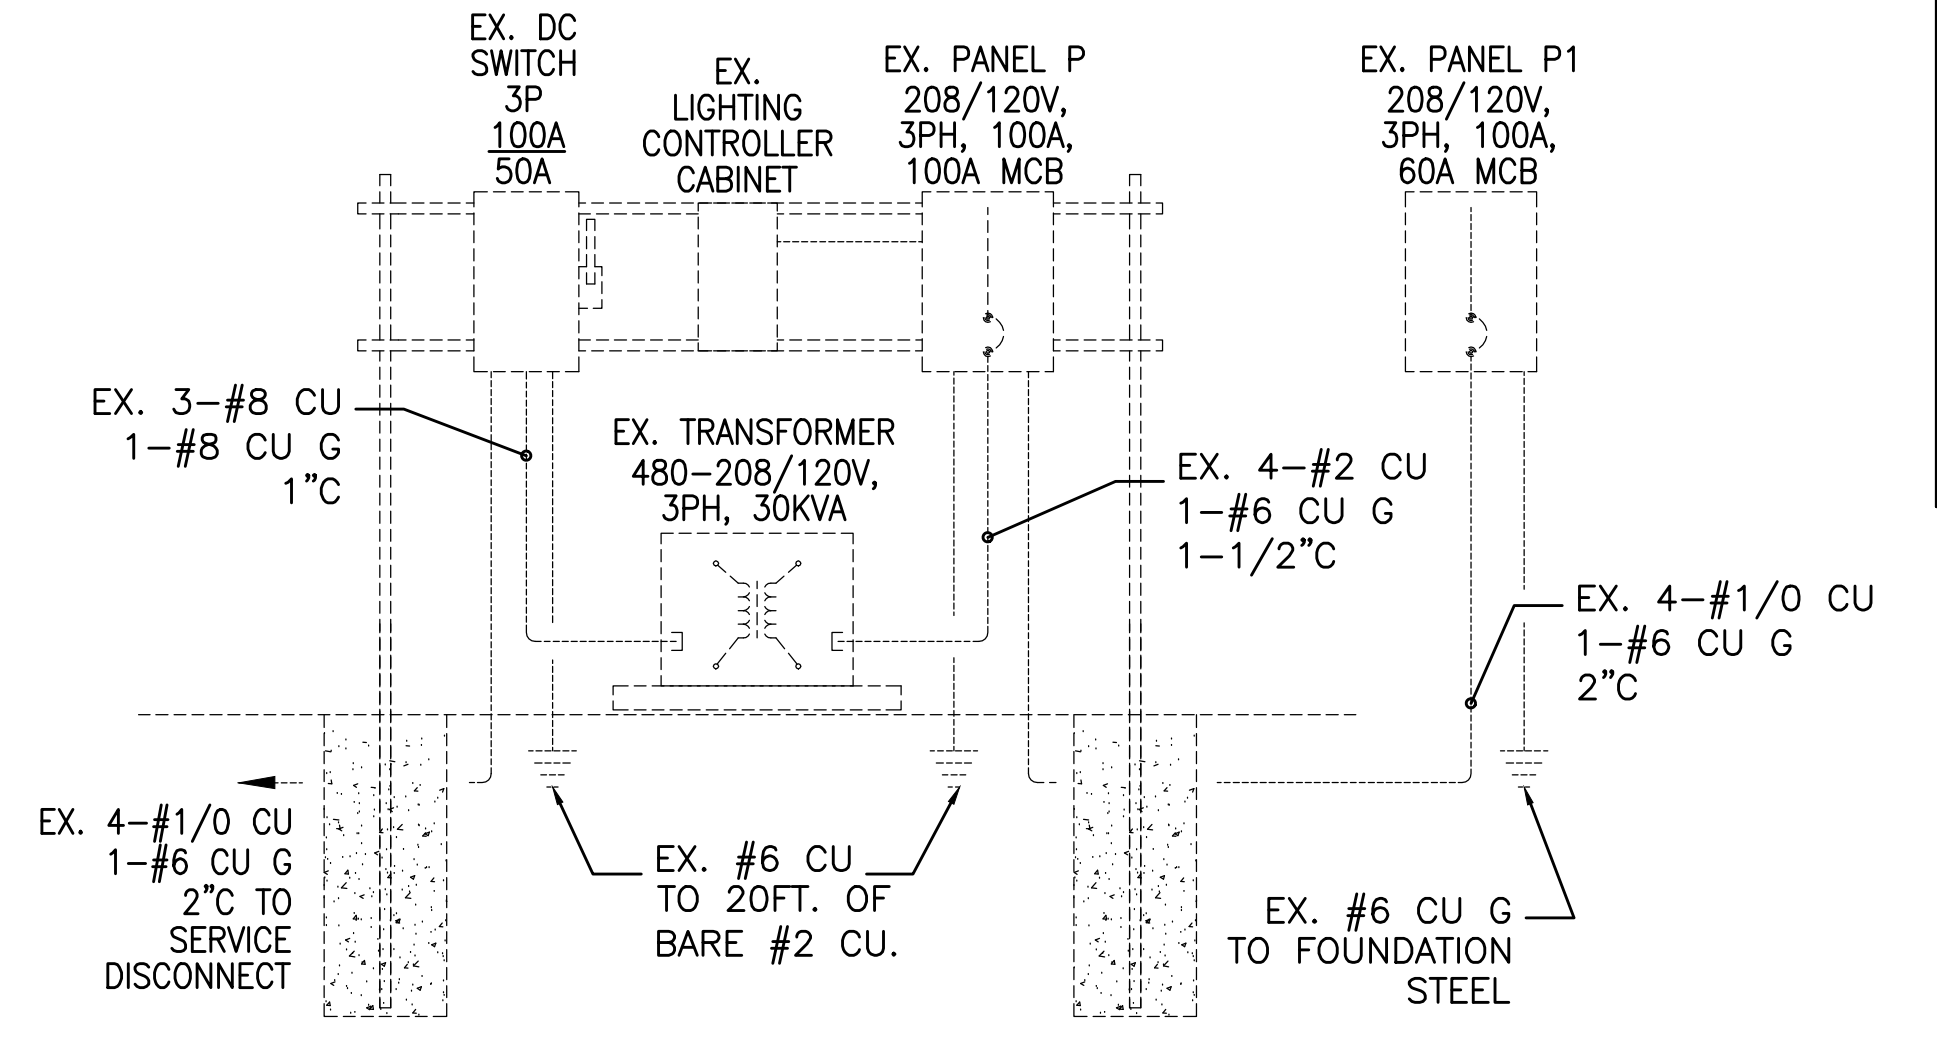 EX. DC
SWITCH
3P
100A
50A
EX.
LIGHTING
CONTROLLER
CABINET
EX. PANEL P
208/120V,
3PH, 100A,
100A MCB
EX. PANEL P1
208/120V,
3PH, 100A,
60A MCB
EX. 3-#8 CU
1-#8 CU G
1"C
EX. TRANSFORMER
480-208/120V,
3PH, 30KVA
EX. 4-#2 CU
1-#6 CU G
1-1/2"C
EX. 4-#1/0 CU
1-#6 CU G
2"C
EX. 4-#1/0 CU
1-#6 CU G
2"C TO
SERVICE
DISCONNECT
EX. #6 CU
TO 20FT. OF
BARE #2 CU.
EX. #6 CU G
TO FOUNDATION
STEEL